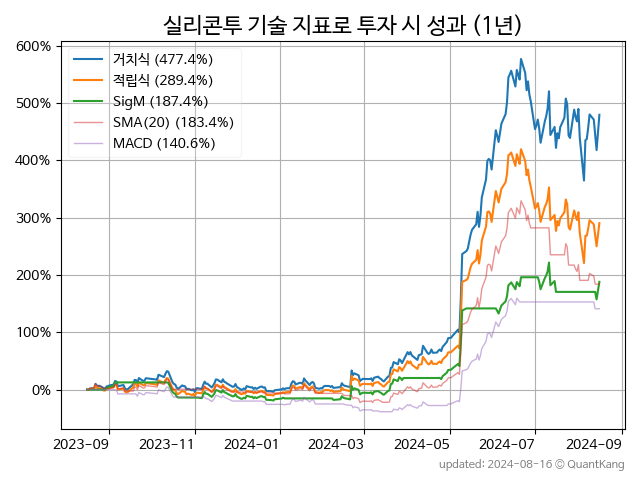 실리콘투 기술 지표로 투자 시 성과 (1년)
600%
500%
400%
300%
200%
100%
0%
거치식 (477.4%)
적립식 (289.4%)
SigM (187.4%)
SMA(20) (183.4%)
MACD (140.6%)
2023-09 2023-11 2024-01 2024-03 2024-05 2024-07 2024-09
updated: 2024-08-16 © QuantKang